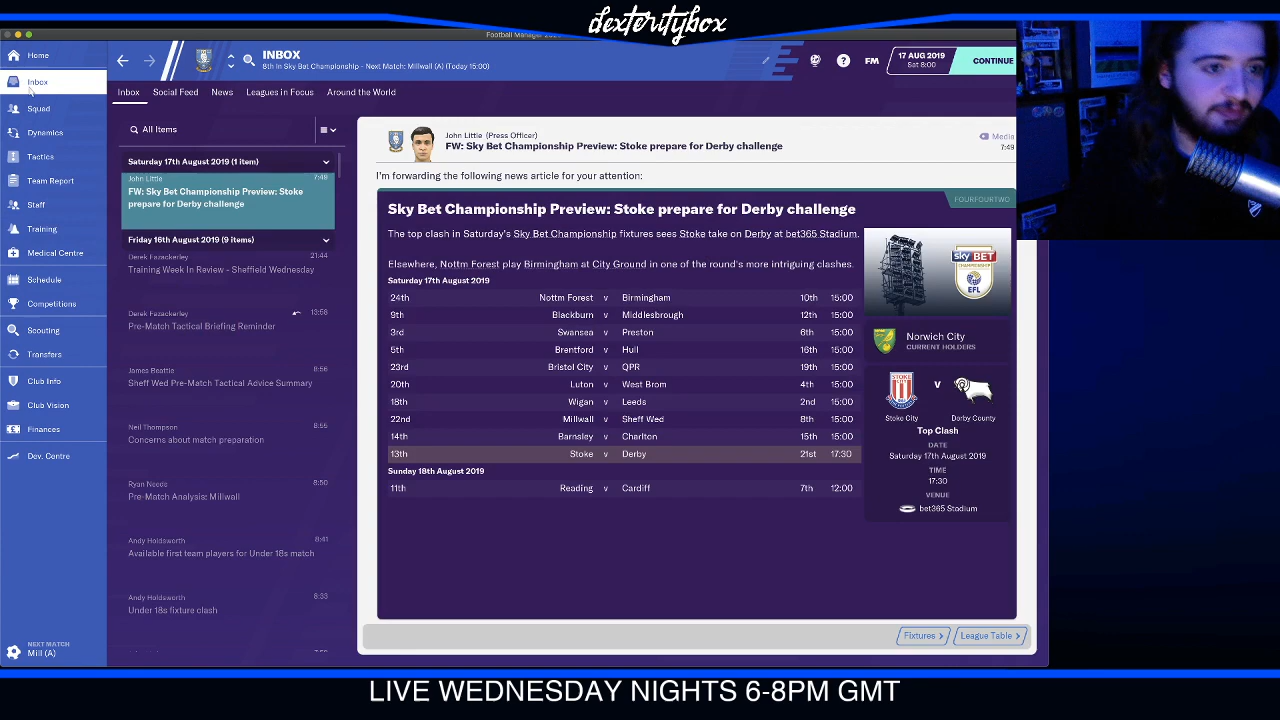 dexteritybox
Football Manager 20
Home
Inbox
Squad
Dynamics
Tactics
Team Report
Staff
Training
Medical Centre
Schedule
Competitions
Scouting
Transfers
Club Info
Club Vision
Finances
Dev. Centre
NEXT MATCH
Mill (A)
INBOX
8th in Sky Bet Championship - Next Match: Millwall (A) (Today 15:00)
FM
17 AUG 2019
Sat 8:00
CONTINUE
Inbox Social Feed News Leagues in Focus Around the World
All Items
Saturday 17th August 2019 (1 item)
John Little 7:49
FW: Sky Bet Championship Preview: Stoke
prepare for Derby challenge
Friday 16th August 2019 (9 items)
Derek Fazackerley 21:44
Training Week In Review - Sheffield Wednesday
Derek Fazackerley 13:58
Pre-Match Tactical Briefing Reminder
James Beattie 8:56
Sheff Wed Pre-Match Tactical Advice Summary
Neil Thompson 8:55
Concerns about match preparation
Ryan Needs 8:50
Pre-Match Analysis: Millwall
Andy Holdsworth 8:41
Available first team players for Under 18s match
Andy Holdsworth 8:33
Under 18s fixture clash
John Little (Press Officer)
FW: Sky Bet Championship Preview: Stoke prepare for Derby challenge
Media
7:49
I'm forwarding the following news article for your attention:
FOURFOURTWO
Sky Bet Championship Preview: Stoke prepare for Derby challenge
The top clash in Saturday's Sky Bet Championship fixtures sees Stoke take on Derby at bet365 Stadium.
Elsewhere, Nottm Forest play Birmingham at City Ground in one of the round's more intriguing clashes.
Saturday 17th August 2019
24th Nottm Forest v Birmingham 10th 15:00
9th Blackburn v Middlesbrough 12th 15:00
3rd Swansea v Preston 6th 15:00
5th Brentford v Hull 16th 15:00
23rd Bristol City v QPR 19th 15:00
20th Luton v West Brom 4th 15:00
18th Wigan v Leeds 2nd 15:00
22nd Millwall v Sheff Wed 8th 15:00
14th Barnsley v Charlton 15th 15:00
13th Stoke v Derby 21st 17:30
Sunday 18th August 2019
11th Reading v Cardiff 7th 12:00
sky BET
CHAMPIONSHIP
EFL
Norwich City
CURRENT HOLDERS
v
Stoke City Derby County
Top Clash
DATE
Saturday 17th August 2019
TIME
17:30
VENUE
bet365 Stadium
Fixtures League Table
LIVE WEDNESDAY NIGHTS 6-8PM GMT